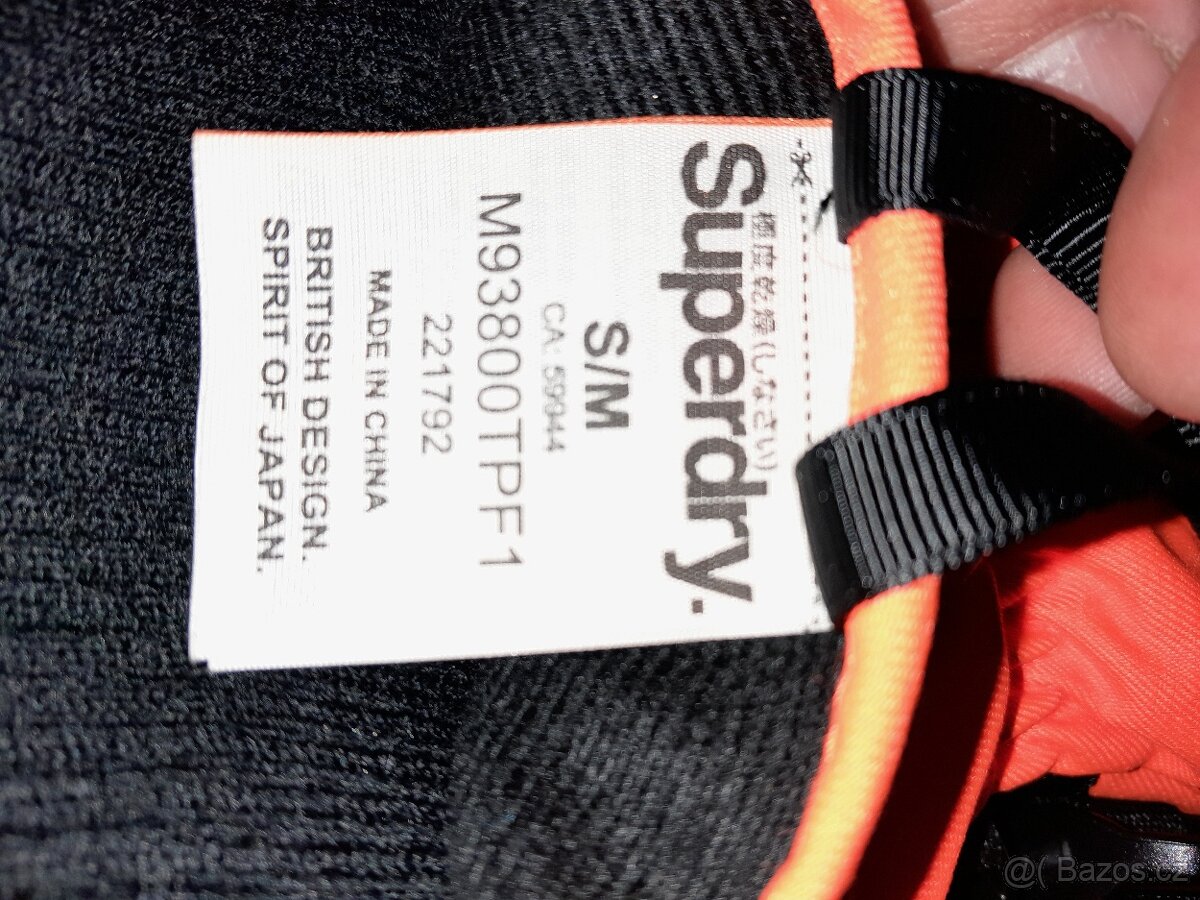 極度乾燥(しなさい)
Superdry.
S/M
CA: 59944
M93800TPF1
221792
MADE IN CHINA
BRITISH DESIGN.
SPIRIT OF JAPAN.
@( Bazos.cz